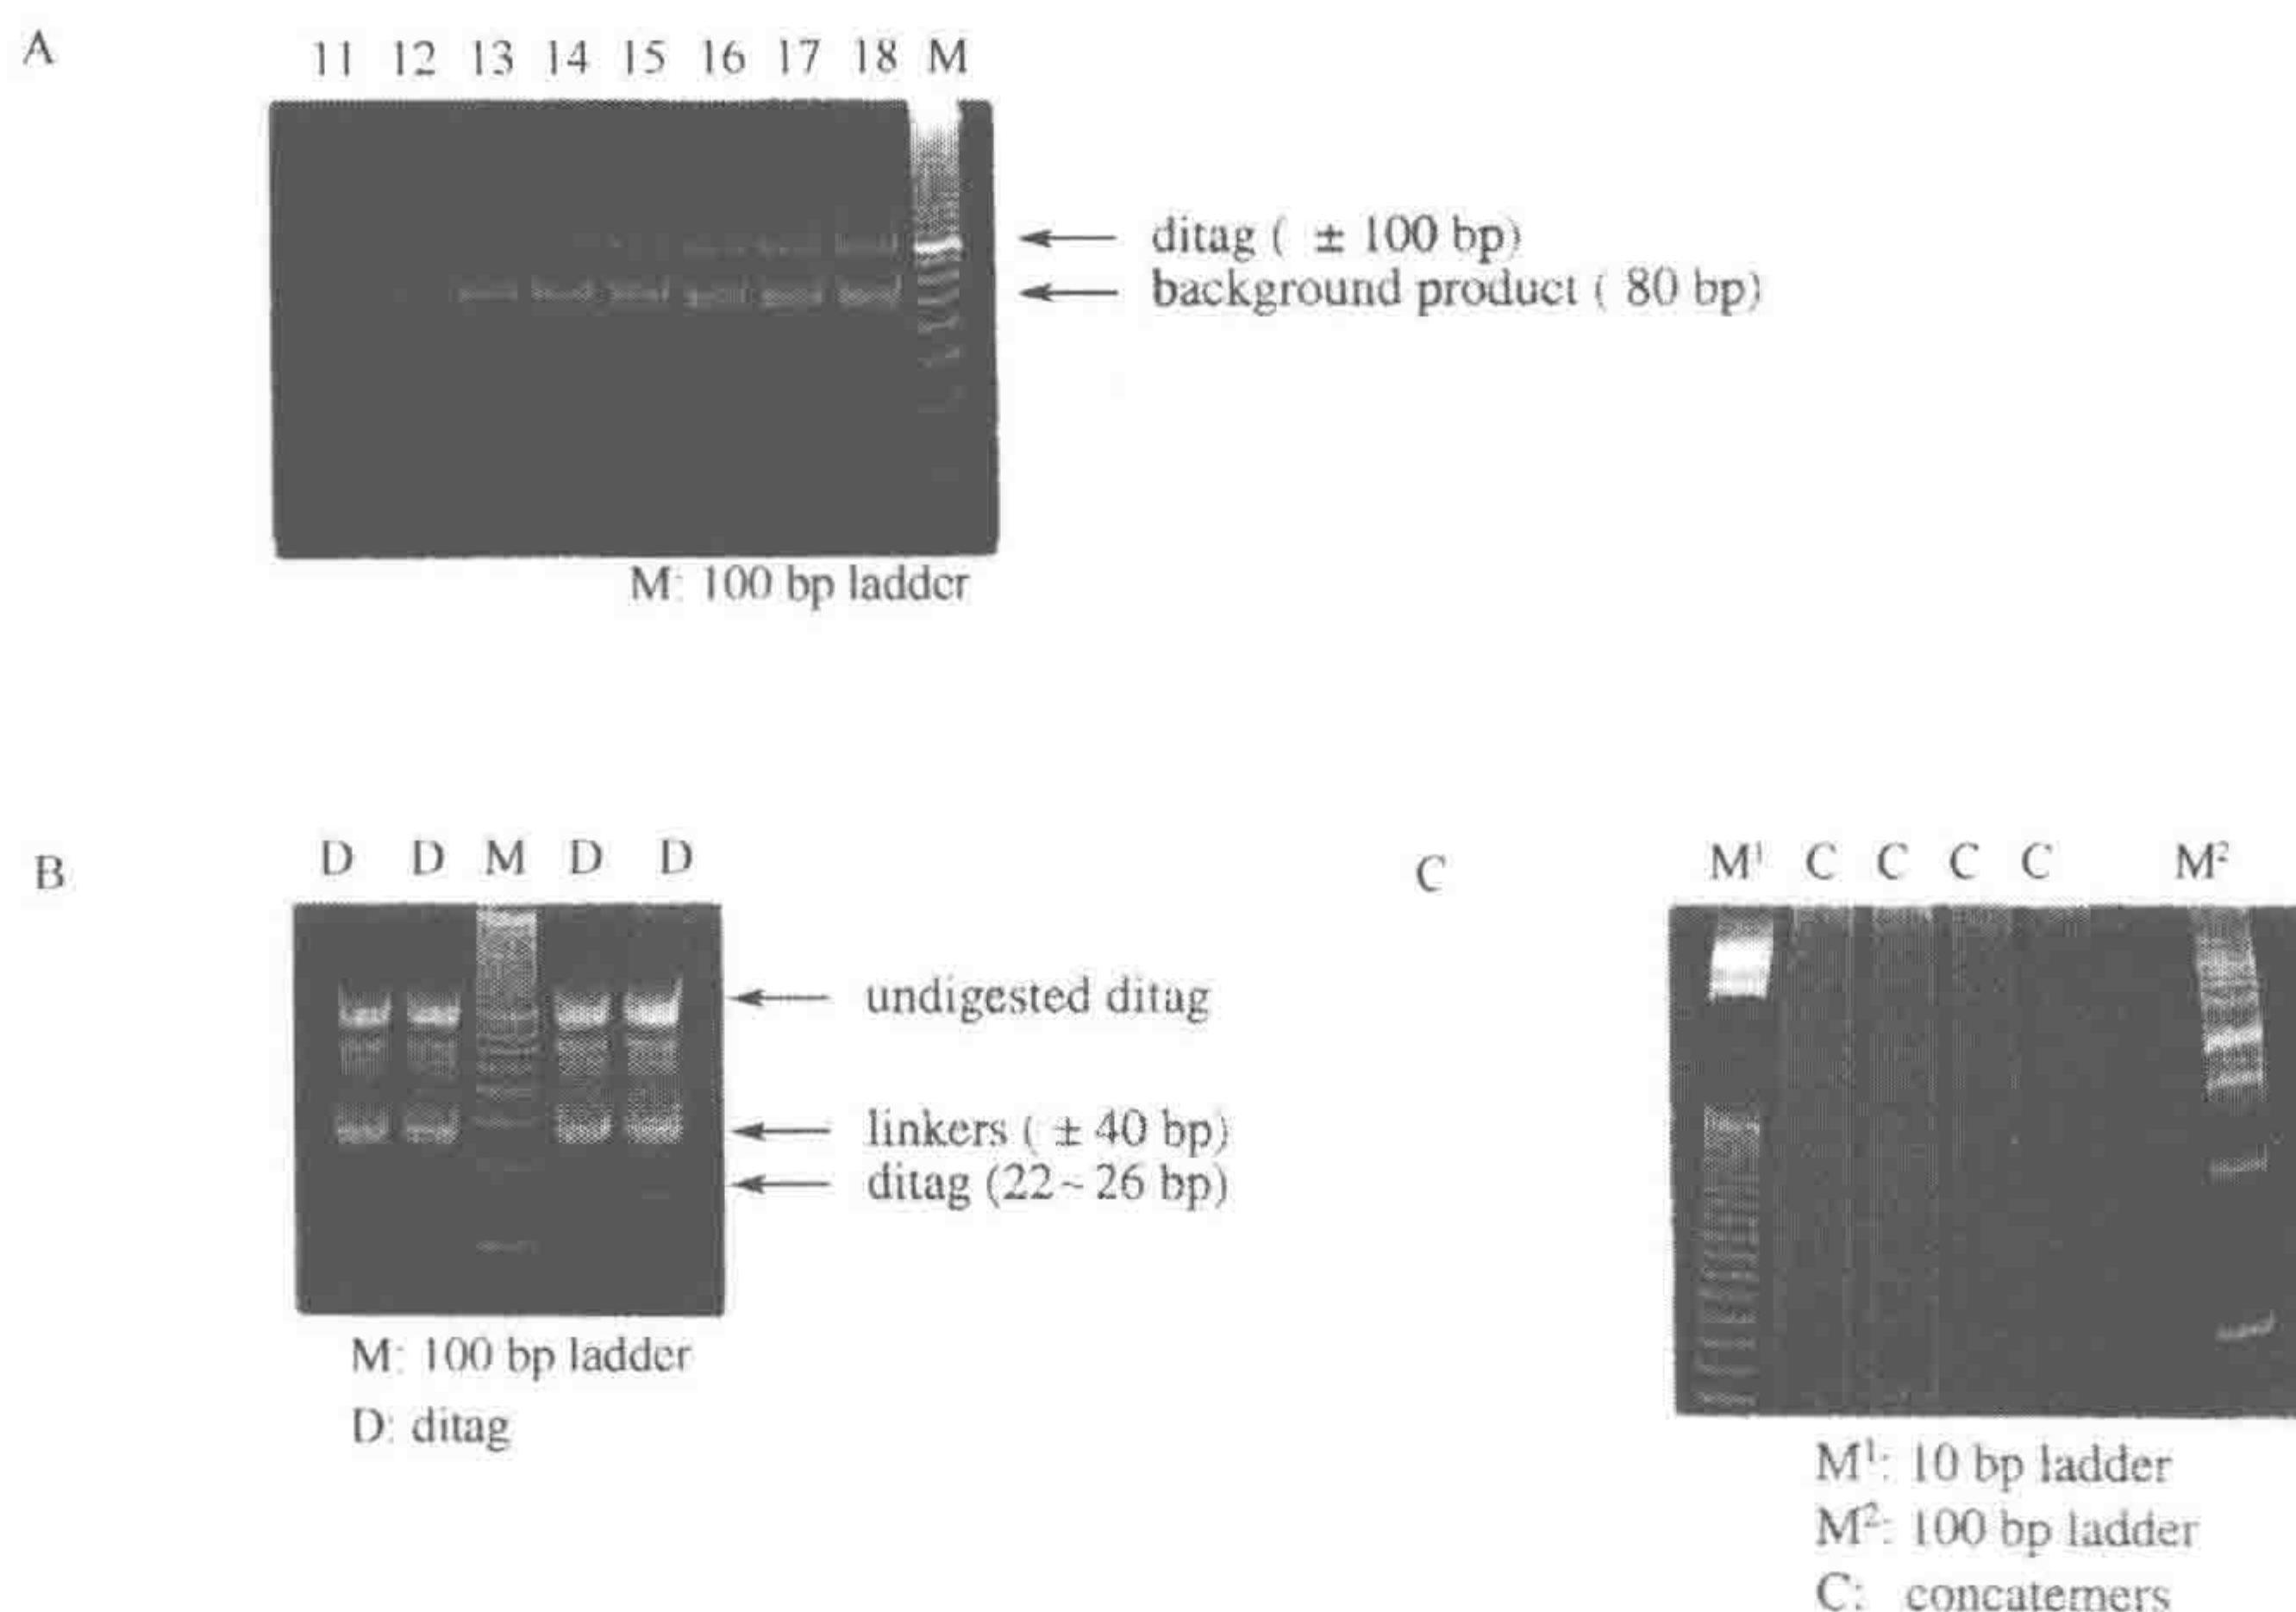 A
11 12 13 14 15 16 17 18 M
ditag ( ± 100 bp)
background product ( 80 bp)
M: 100 bp ladder
B
D D M D D
undigested ditag
linkers ( ± 40 bp)
ditag (22~26 bp)
M: 100 bp ladder
D: ditag
C
M¹ C C C C M²
M¹: 10 bp ladder
M²: 100 bp ladder
C: concatemers